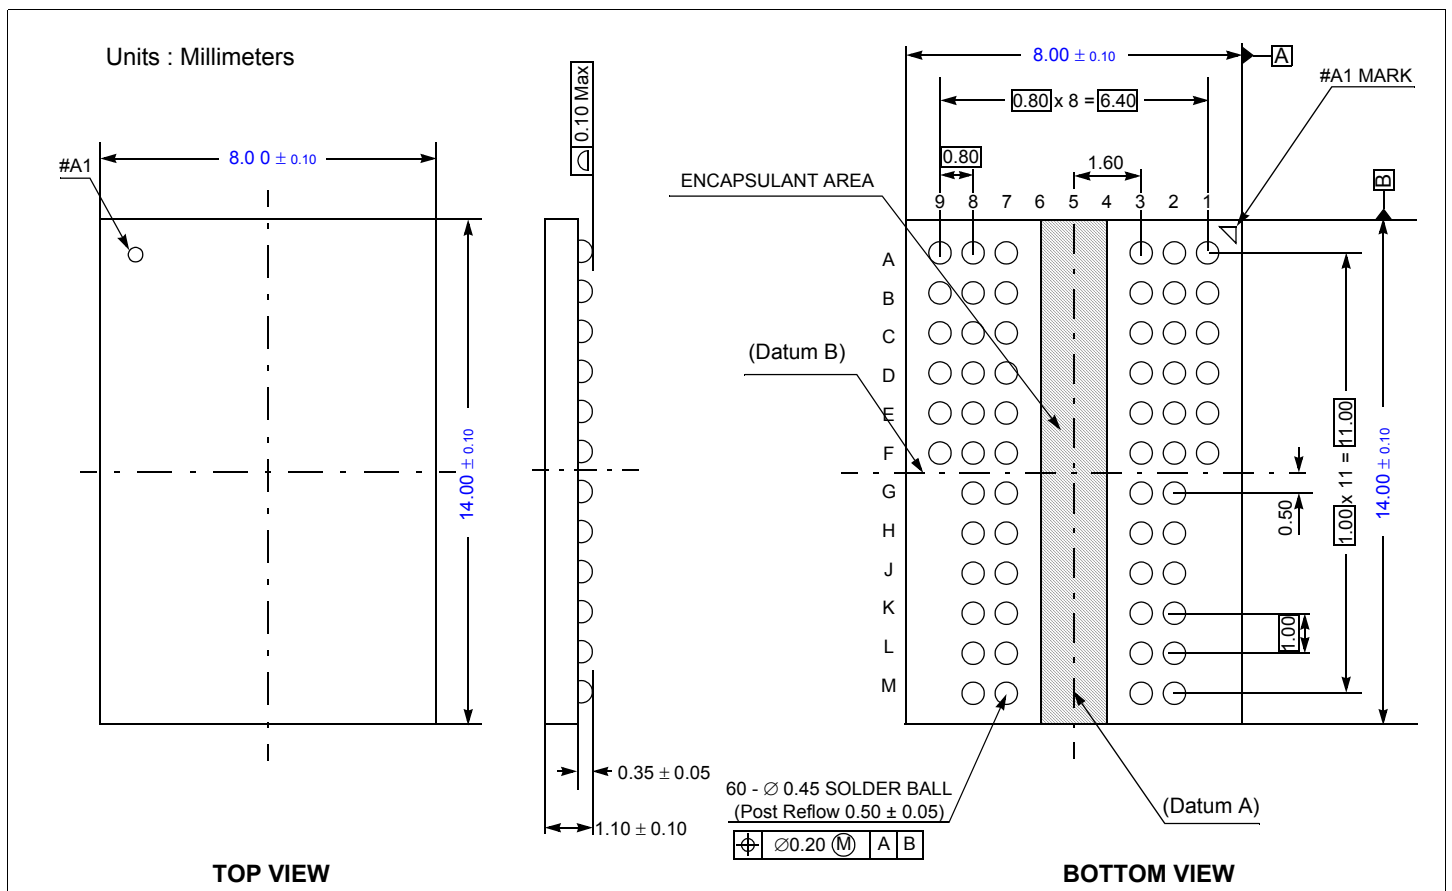 Units : Millimeters
#A1
8.0 0 ± 0.10
14.00 ± 0.10
TOP VIEW
0.10 Max
0.35 ± 0.05
1.10 ± 0.10
8.00 ± 0.10
A
#A1 MARK
0.80 x 8 = 6.40
0.80
1.60
B
ENCAPSULANT AREA
9 8 7 6 5 4 3 2 1
A
B
C
D
E
F
G
H
J
K
L
M
(Datum B)
0.50
1.00
1.00 x 11 = 11.00
14.00 ± 0.10
60 - ∅ 0.45 SOLDER BALL
(Post Reflow 0.50 ± 0.05)
⌖ ∅0.20 Ⓜ A B
(Datum A)
BOTTOM VIEW